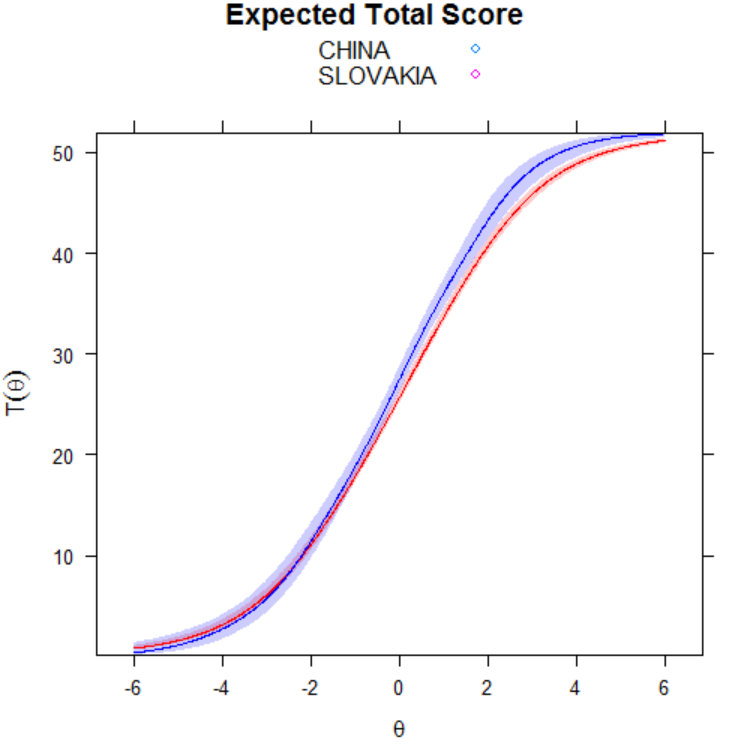 Expected Total Score
CHINA
SLOVAKIA
50
40
30
20
10
T(θ)
-6 -4 -2 0 2 4 6
θ